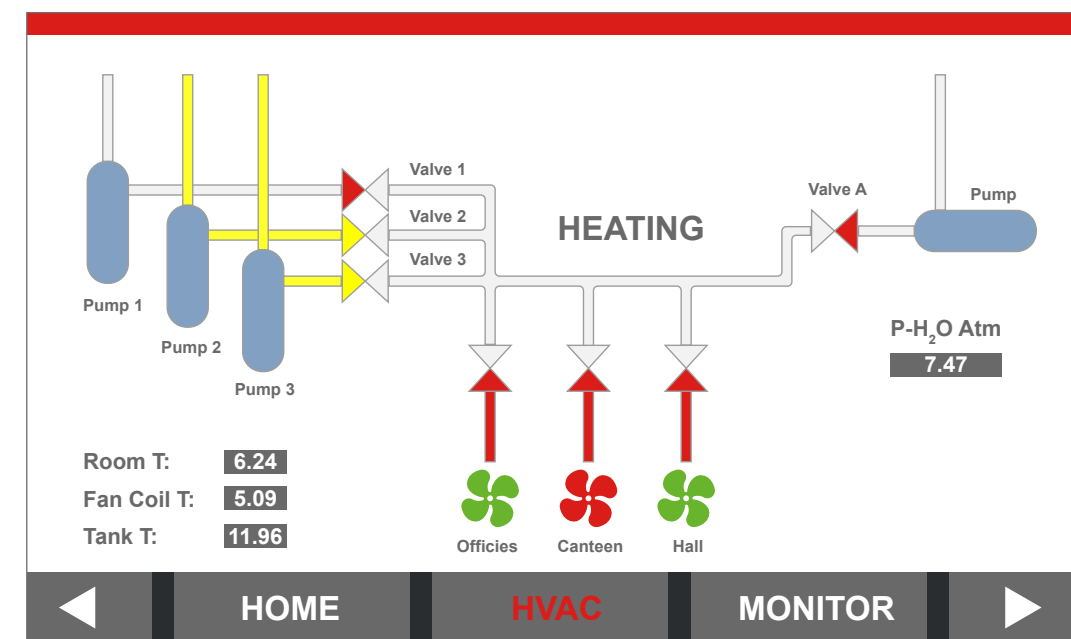 Valve 1
Valve A
Pump
Valve 2
HEATING
Valve 3
Pump 1
P-H₂O Atm
Pump 2
7.47
Pump 3
Room T: 6.24
Fan Coil T: 5.09
Tank T: 11.96
Officies Canteen Hall
HOME HVAC MONITOR